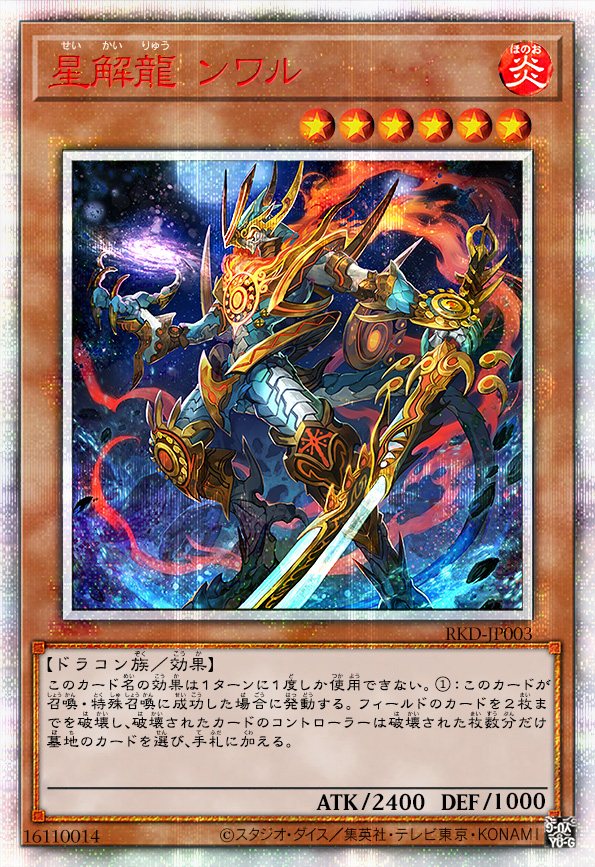 せいかいりゅう
星解龍 ンワル
ほのお
炎
RKD-JP003
【ドラコン族／効果】
このカード名の効果は1ターンに1度しか使用できない。①：このカードが
召喚・特殊召喚に成功した場合に発動する。フィールドのカードを2枚ま
でを破壊し、破壊されたカードのコントローラーは破壊された枚数分だけ
墓地のカードを選び、手札に加える。
ATK/2400 DEF/1000
16110014
©スタジオ・ダイス／集英社・テレビ東京・KONAMI